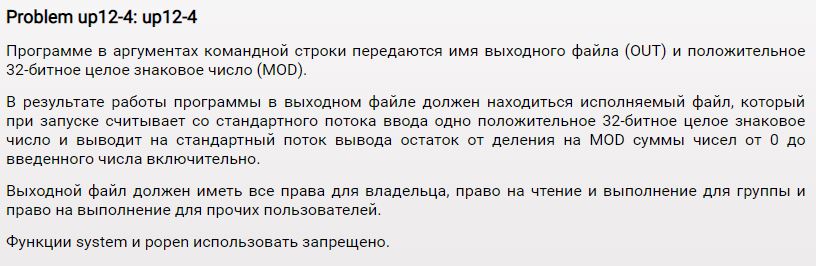 Problem up12-4: up12-4
Программе в аргументах командной строки передаются имя выходного файла (OUT) и положительное
32-битное целое знаковое число (MOD).
В результате работы программы в выходном файле должен находиться исполняемый файл, который
при запуске считывает со стандартного потока ввода одно положительное 32-битное целое знаковое
число и выводит на стандартный поток вывода остаток от деления на MOD суммы чисел от 0 до
введенного числа включительно.
Выходной файл должен иметь все права для владельца, право на чтение и выполнение для группы и
право на выполнение для прочих пользователей.
Функции system и popen использовать запрещено.